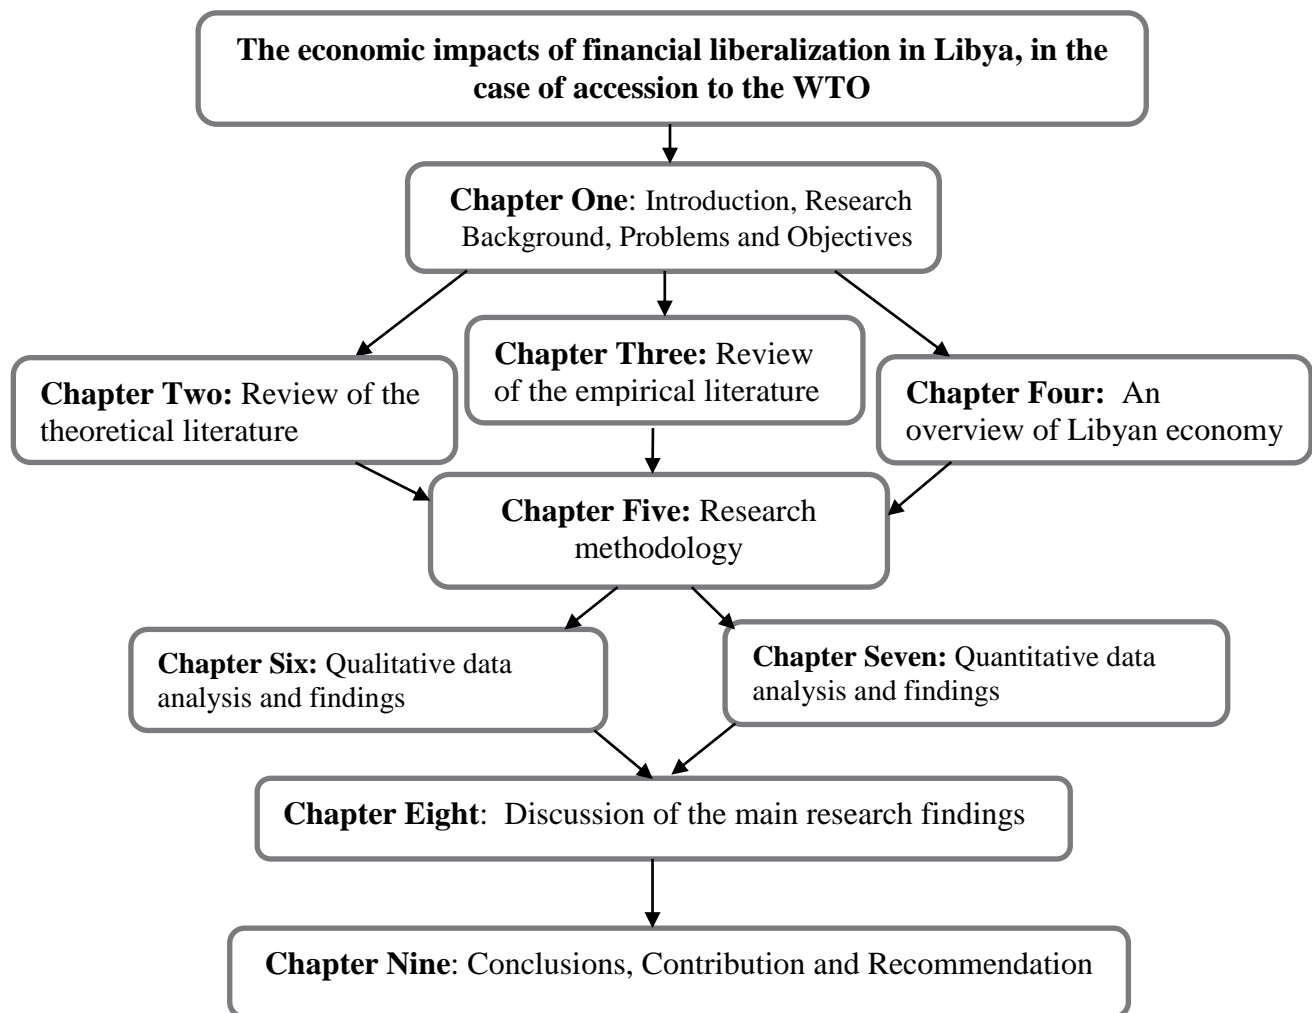 The economic impacts of financial liberalization in Libya, in the
case of accession to the WTO
Chapter One: Introduction, Research
Background, Problems and Objectives
Chapter Two: Review of the
theoretical literature
Chapter Three: Review
of the empirical literature
Chapter Four:  An
overview of Libyan economy
Chapter Five: Research
methodology
Chapter Six: Qualitative data
analysis and findings
Chapter Seven: Quantitative data
analysis and findings
Chapter Eight:  Discussion of the main research findings
Chapter Nine: Conclusions, Contribution and Recommendation